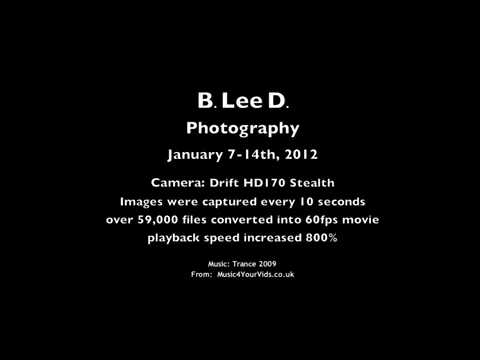 B. Lee D.
Photography
January 7-14th, 2012
Camera: Drift HD170 Stealth
Images were captured every 10 seconds
over 59,000 files converted into 60fps movie
playback speed increased 800%
Music: Trance 2009
From: Music4YourVids.co.uk